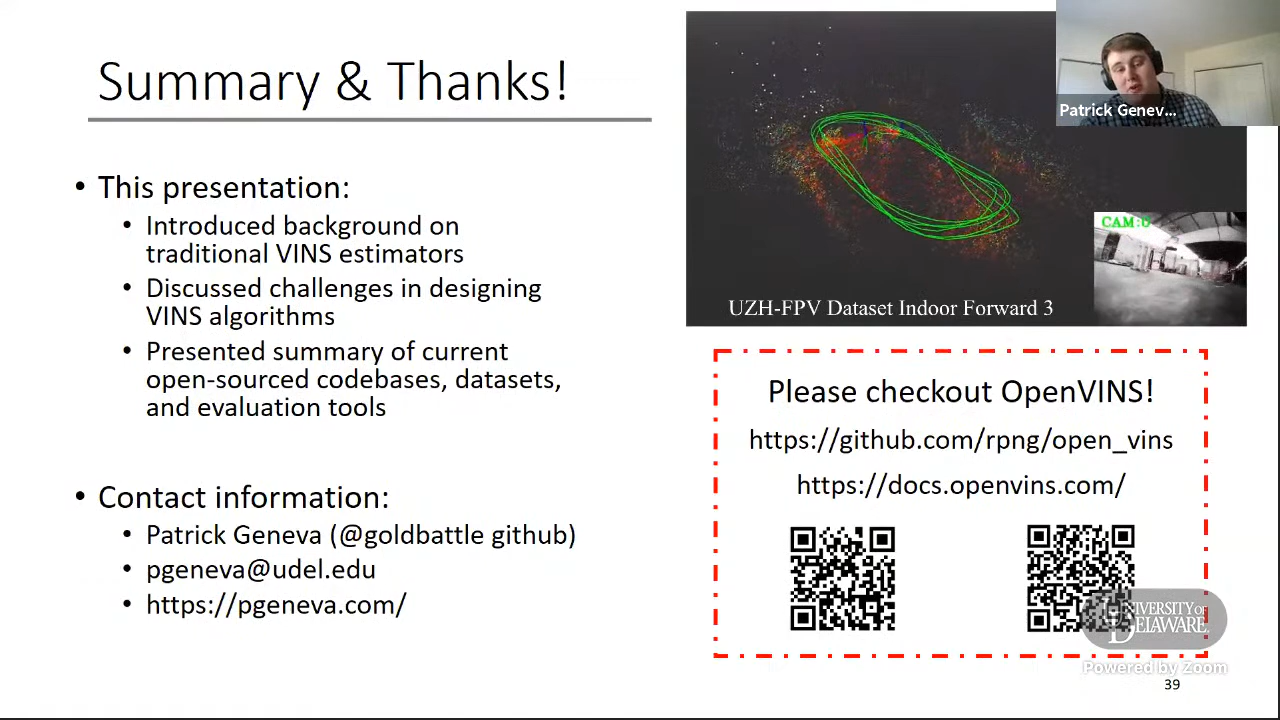 Summary & Thanks!
• This presentation:
• Introduced background on
traditional VINS estimators
• Discussed challenges in designing
VINS algorithms
• Presented summary of current
open-sourced codebases, datasets,
and evaluation tools
• Contact information:
• Patrick Geneva (@goldbattle github)
• pgeneva@udel.edu
• https://pgeneva.com/
Patrick Genev...
CAM:0
UZH-FPV Dataset Indoor Forward 3
Please checkout OpenVINS!
https://github.com/rpng/open_vins
https://docs.openvins.com/
UNIVERSITY OF
DELAWARE
Powered by Zoom
39